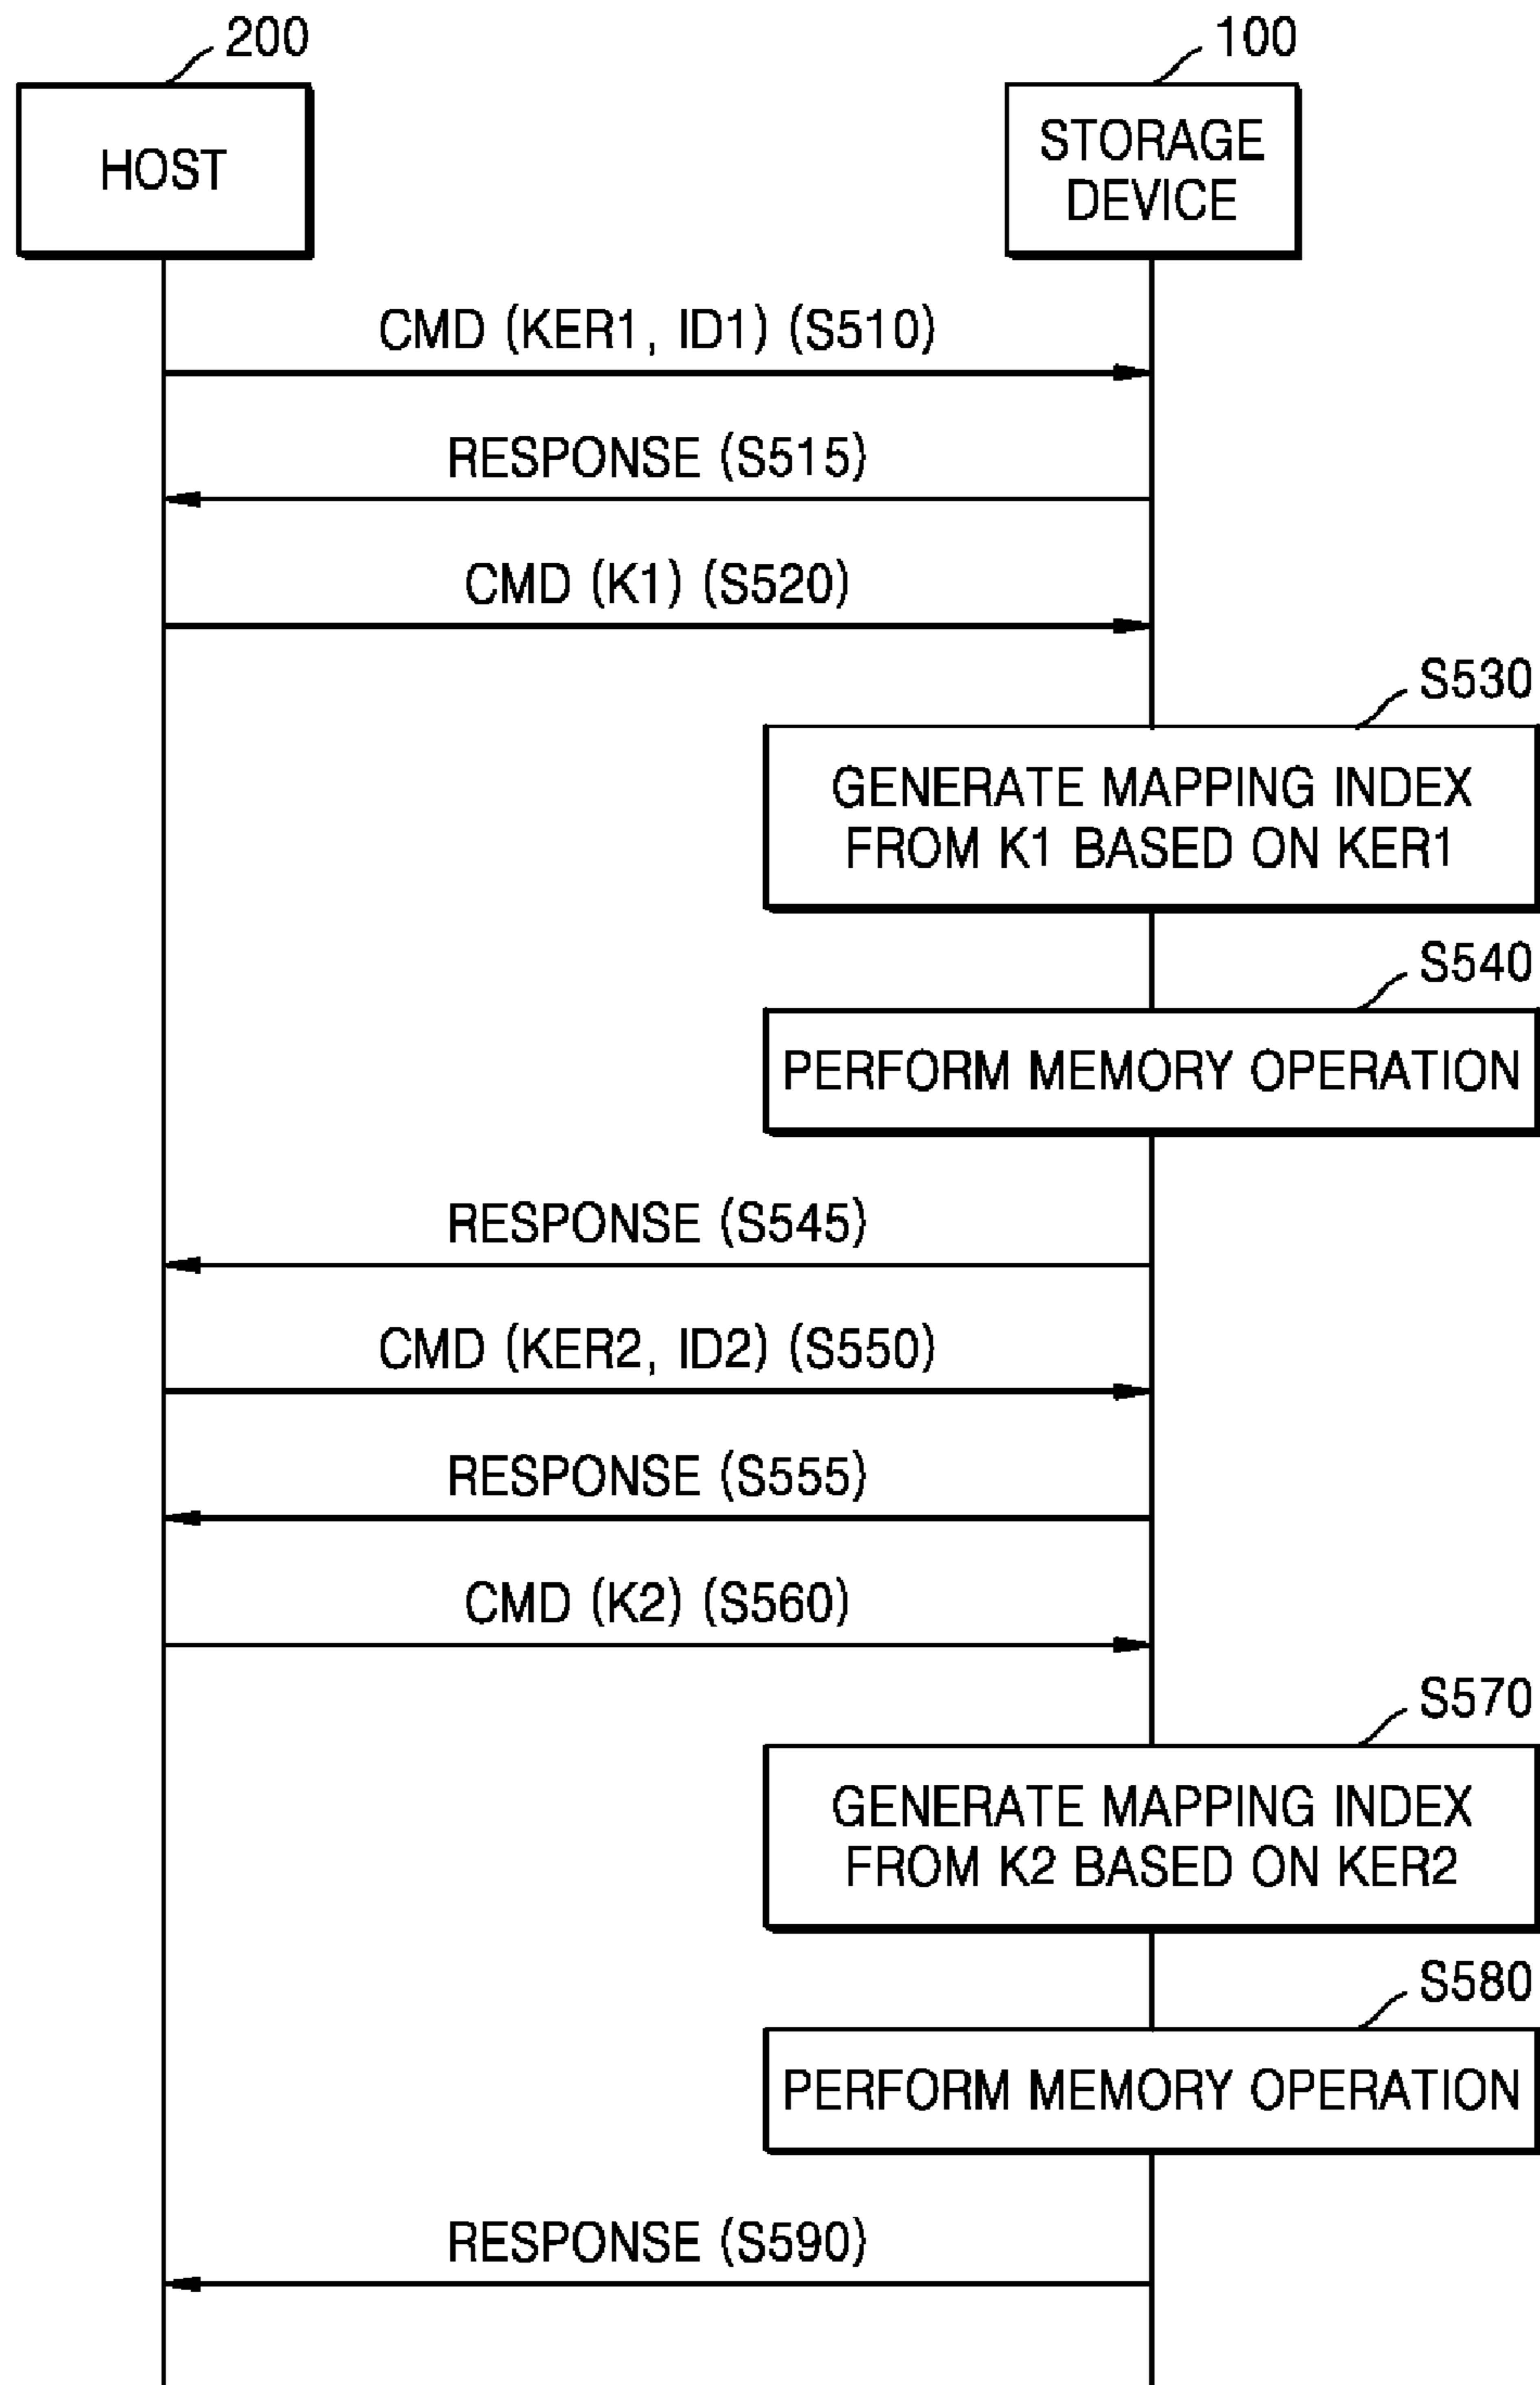 200
100
HOST
STORAGE
DEVICE
CMD (KER1, ID1) (S510)
RESPONSE (S515)
CMD (K1) (S520)
S530
GENERATE MAPPING INDEX
FROM K1 BASED ON KER1
S540
PERFORM MEMORY OPERATION
RESPONSE (S545)
CMD (KER2, ID2) (S550)
RESPONSE (S555)
CMD (K2) (S560)
S570
GENERATE MAPPING INDEX
FROM K2 BASED ON KER2
S580
PERFORM MEMORY OPERATION
RESPONSE (S590)